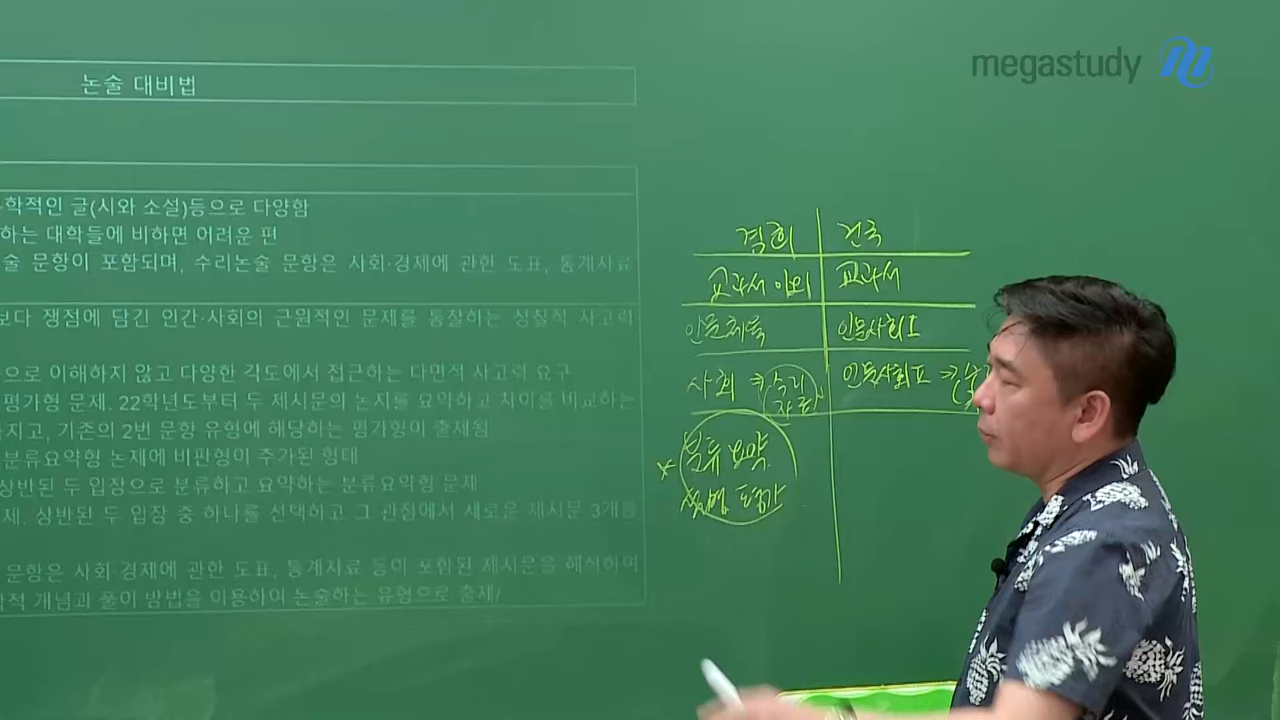 megastudy
논술 대비법
학적인 글(시와 소설)등으로 다양함
하는 대학들에 비하면 어려운 편
술 문항이 포함되며, 수리논술 문항은 사회·경제에 관한 도표, 통계자료
보다 쟁점에 담긴 인간·사회의 근원적인 문제를 통찰하는 성찰적 사고력
으로 이해하지 않고 다양한 각도에서 접근하는 다면적 사고력 요구
평가형 문제. 22학년도부터 두 제시문의 논지를 요약하고 차이를 비교하는
지고, 기존의 2번 문항 유형에 해당하는 평가형이 출제됨
분류요약형 논제에 비판형이 추가된 형태
상반된 두 입장으로 분류하고 요약하는 분류요약형 문제
제. 상반된 두 입장 중 하나를 선택하고 그 관점에서 새로운 제시문 3개를
문항은 사회·경제에 관한 도표, 통계자료 등이 포함된 제시문을 해석하여
적 개념과 풀이 방법을 이용하여 논술하는 유형으로 출제/
경희 건국
교과서 이외 교과서
인문체육 인문사회 I
사회 수리 인문사회 II
자료
분류 요약
설명 평가